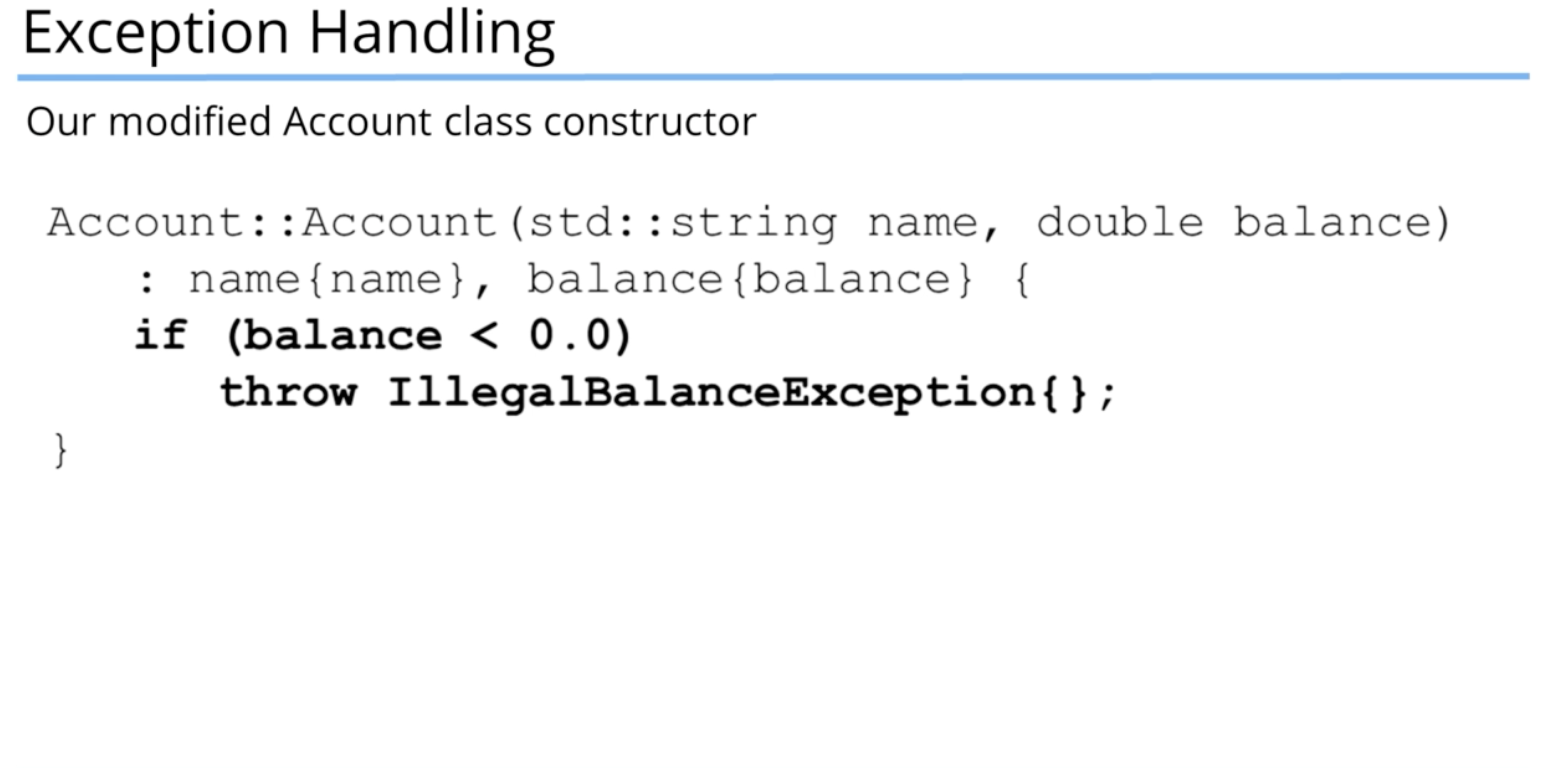 Exception Handling
Our modified Account class constructor
Account::Account(std::string name, double balance)
: name{name}, balance{balance} {
if (balance < 0.0)
throw IllegalBalanceException{};
}